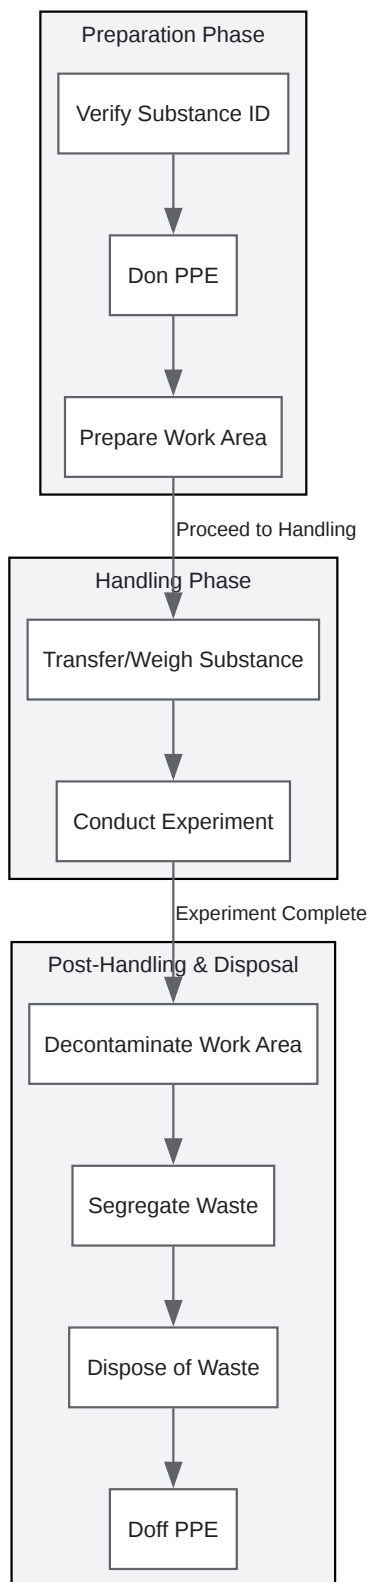 Preparation Phase
Verify Substance ID
Don PPE
Prepare Work Area
Proceed to Handling
Handling Phase
Transfer/Weigh Substance
Conduct Experiment
Experiment Complete
Post-Handling & Disposal
Decontaminate Work Area
Segregate Waste
Dispose of Waste
Doff PPE